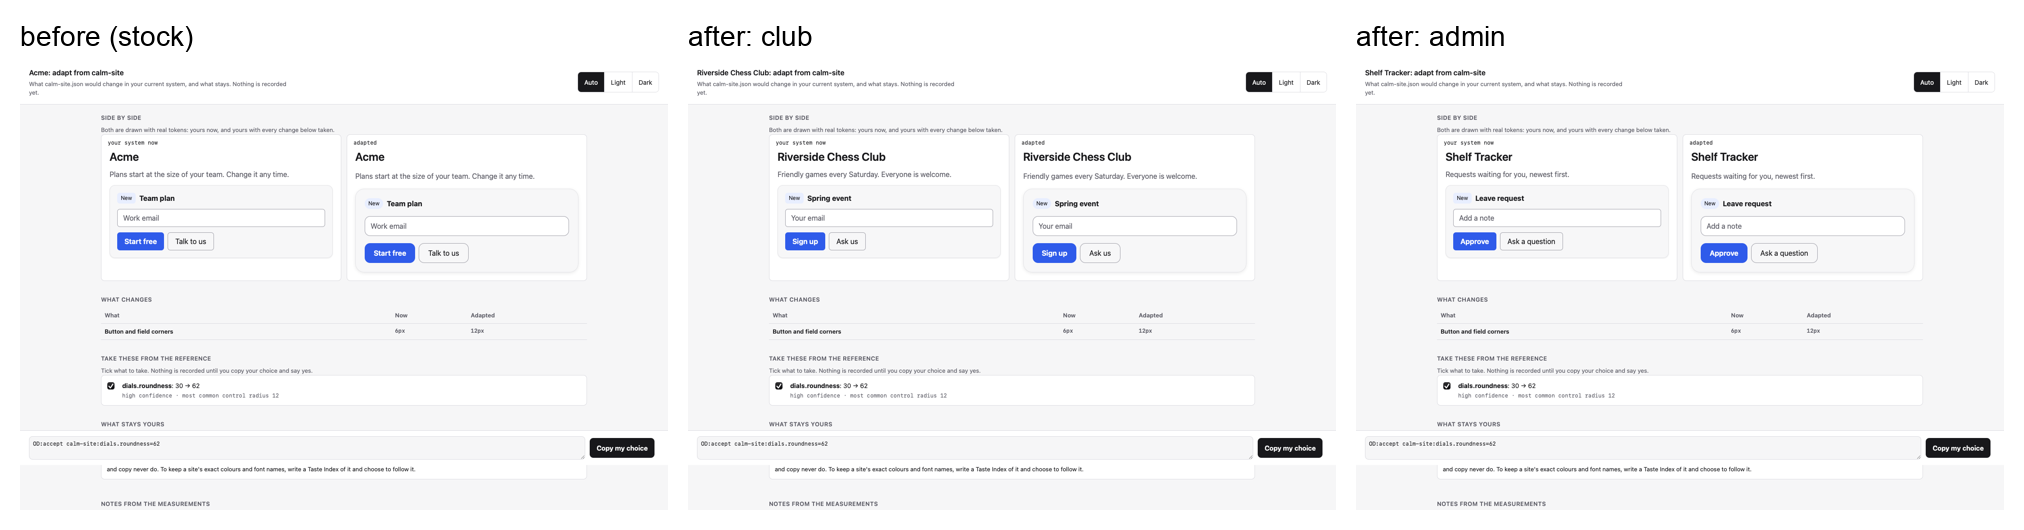 before (stock)
Acme: adapt from calm-site
What calm-site.json would change in your current system, and what stays. Nothing is recorded
yet.
Auto Light Dark
SIDE BY SIDE
Both are drawn with real tokens: yours now, and yours with every change below taken.
your system now
Acme
Plans start at the size of your team. Change it any time.
New Team plan
Work email
Start free Talk to us
adapted
Acme
Plans start at the size of your team. Change it any time.
New Team plan
Work email
Start free Talk to us
WHAT CHANGES
What Now Adapted
Button and field corners 6px 12px
TAKE THESE FROM THE REFERENCE
Tick what to take. Nothing is recorded until you copy your choice and say yes.
dials.roundness: 30 → 62
high confidence · most common control radius 12
WHAT STAYS YOURS
OD:accept calm-site:dials.roundness=62
Copy my choice
and copy never do. To keep a site's exact colours and font names, write a Taste Index of it and choose to follow it.
NOTES FROM THE MEASUREMENTS
after: club
Riverside Chess Club: adapt from calm-site
What calm-site.json would change in your current system, and what stays. Nothing is recorded
yet.
Auto Light Dark
SIDE BY SIDE
Both are drawn with real tokens: yours now, and yours with every change below taken.
your system now
Riverside Chess Club
Friendly games every Saturday. Everyone is welcome.
New Spring event
Your email
Sign up Ask us
adapted
Riverside Chess Club
Friendly games every Saturday. Everyone is welcome.
New Spring event
Your email
Sign up Ask us
WHAT CHANGES
What Now Adapted
Button and field corners 6px 12px
TAKE THESE FROM THE REFERENCE
Tick what to take. Nothing is recorded until you copy your choice and say yes.
dials.roundness: 30 → 62
high confidence · most common control radius 12
WHAT STAYS YOURS
OD:accept calm-site:dials.roundness=62
Copy my choice
and copy never do. To keep a site's exact colours and font names, write a Taste Index of it and choose to follow it.
NOTES FROM THE MEASUREMENTS
after: admin
Shelf Tracker: adapt from calm-site
What calm-site.json would change in your current system, and what stays. Nothing is recorded
yet.
Auto Light Dark
SIDE BY SIDE
Both are drawn with real tokens: yours now, and yours with every change below taken.
your system now
Shelf Tracker
Requests waiting for you, newest first.
New Leave request
Add a note
Approve Ask a question
adapted
Shelf Tracker
Requests waiting for you, newest first.
New Leave request
Add a note
Approve Ask a question
WHAT CHANGES
What Now Adapted
Button and field corners 6px 12px
TAKE THESE FROM THE REFERENCE
Tick what to take. Nothing is recorded until you copy your choice and say yes.
dials.roundness: 30 → 62
high confidence · most common control radius 12
WHAT STAYS YOURS
OD:accept calm-site:dials.roundness=62
Copy my choice
and copy never do. To keep a site's exact colours and font names, write a Taste Index of it and choose to follow it.
NOTES FROM THE MEASUREMENTS